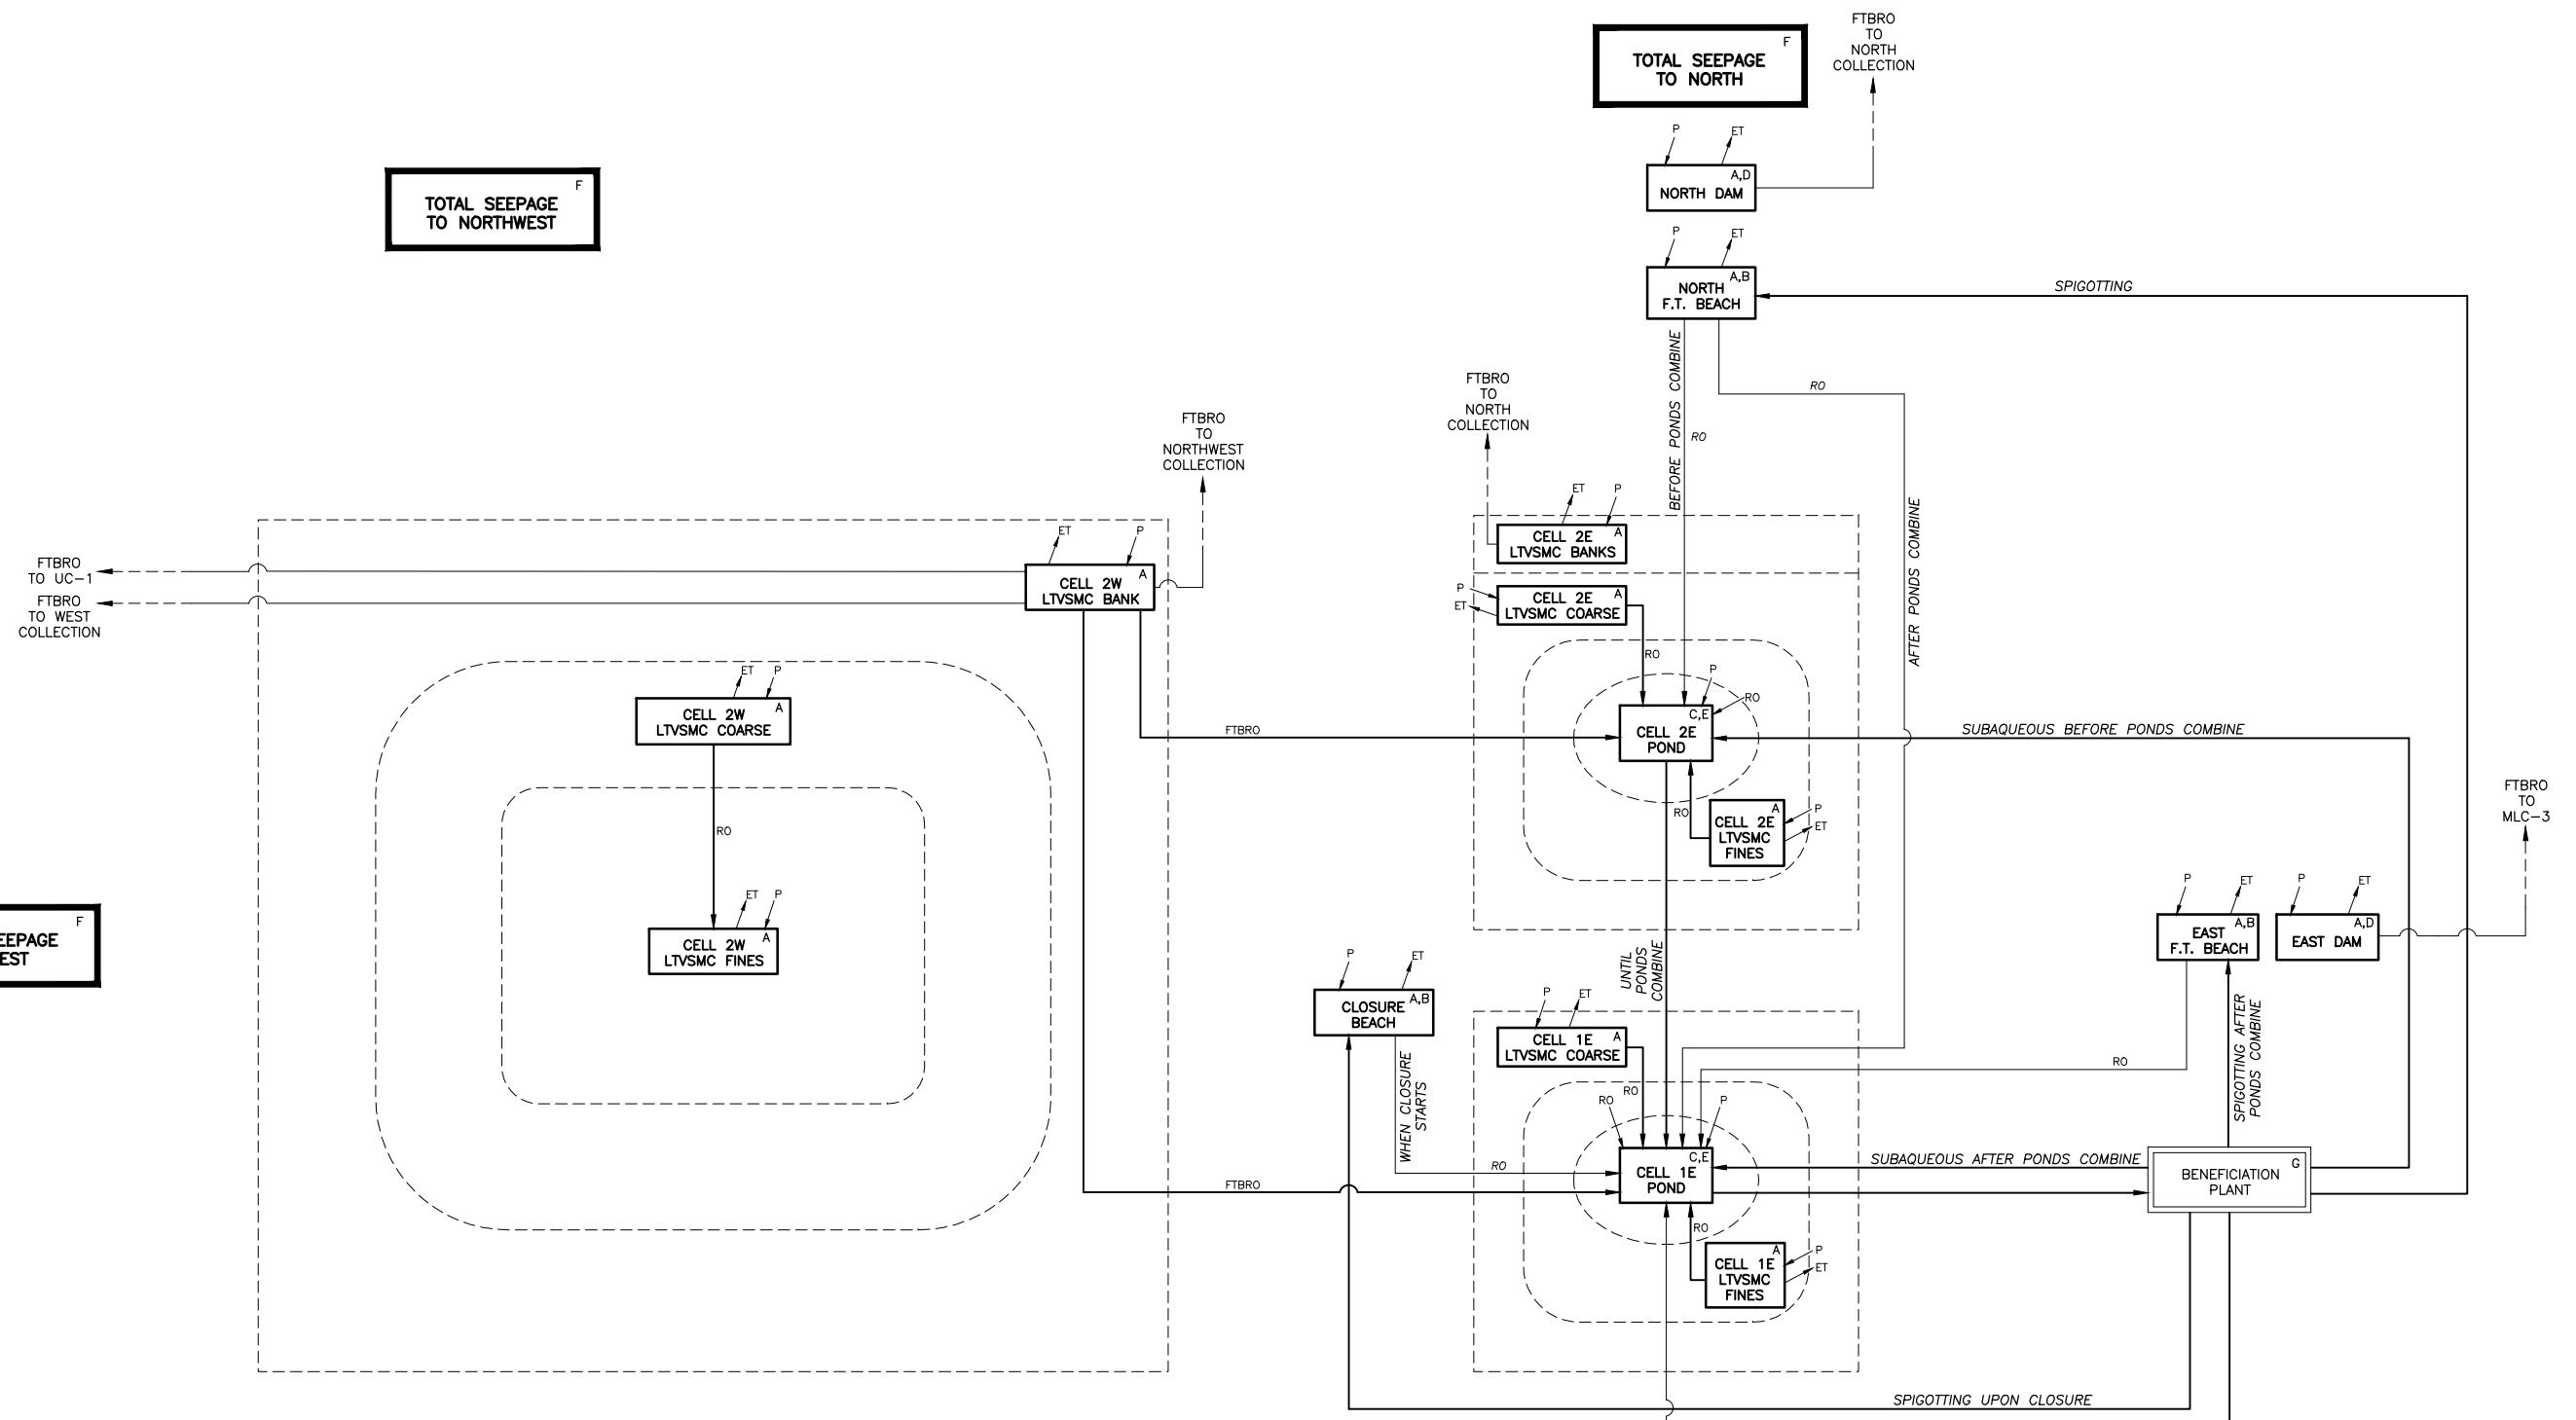 FTBRO
TO
NORTH
COLLECTION
F
TOTAL SEEPAGE
TO NORTH
P
ET
A,D
NORTH DAM
F
TOTAL SEEPAGE
TO NORTHWEST
P
ET
A,B
NORTH
F.T. BEACH
SPIGOTTING
BEFORE PONDS COMBINE
RO
RO
AFTER PONDS COMBINE
FTBRO
TO
NORTH
COLLECTION
FTBRO
TO
NORTHWEST
COLLECTION
ET
P
A
CELL 2E
LTVSMC BANKS
FTBRO
TO UC-1
FTBRO
TO WEST
COLLECTION
ET
P
A
CELL 2W
LTVSMC BANK
P
ET
A
CELL 2E
LTVSMC COARSE
RO
ET
P
A
CELL 2W
LTVSMC COARSE
RO
P
RO
C,E
CELL 2E
POND
FTBRO
SUBAQUEOUS BEFORE PONDS COMBINE
RO
A
CELL 2E
LTVSMC
FINES
P
ET
FTBRO
TO
MLC-3
ET
P
A
CELL 2W
LTVSMC FINES
F
EEPAGE
EST
P
ET
A,B
EAST
F.T. BEACH
P
ET
A,D
EAST DAM
UNTIL
PONDS
COMBINE
P
ET
A,B
CLOSURE
BEACH
WHEN CLOSURE
STARTS
P
ET
A
CELL 1E
LTVSMC COARSE
RO
RO
P
RO
SPIGOTTING AFTER
PONDS COMBINE
C,E
CELL 1E
POND
RO
FTBRO
SUBAQUEOUS AFTER PONDS COMBINE
G
BENEFICIATION
PLANT
RO
A
CELL 1E
LTVSMC
FINES
P
ET
SPIGOTTING UPON CLOSURE